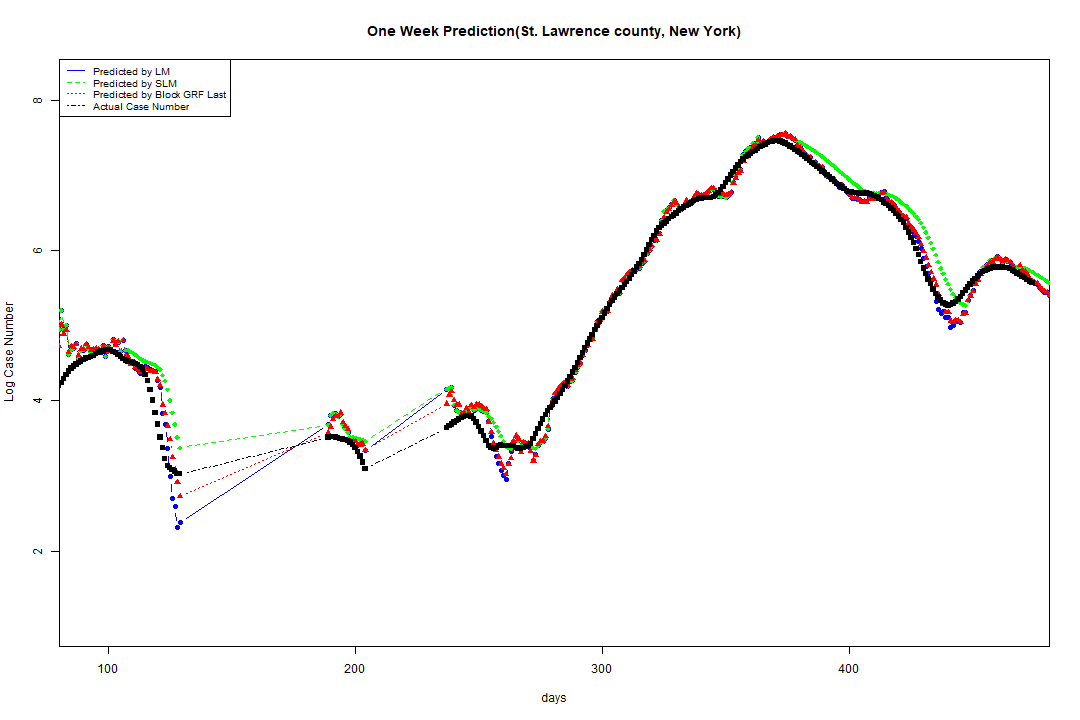 One Week Prediction(St. Lawrence county, New York)
Predicted by LM
Predicted by SLM
Predicted by Block GRF Last
Actual Case Number
Log Case Number
8
6
4
2
100 200 300 400
days